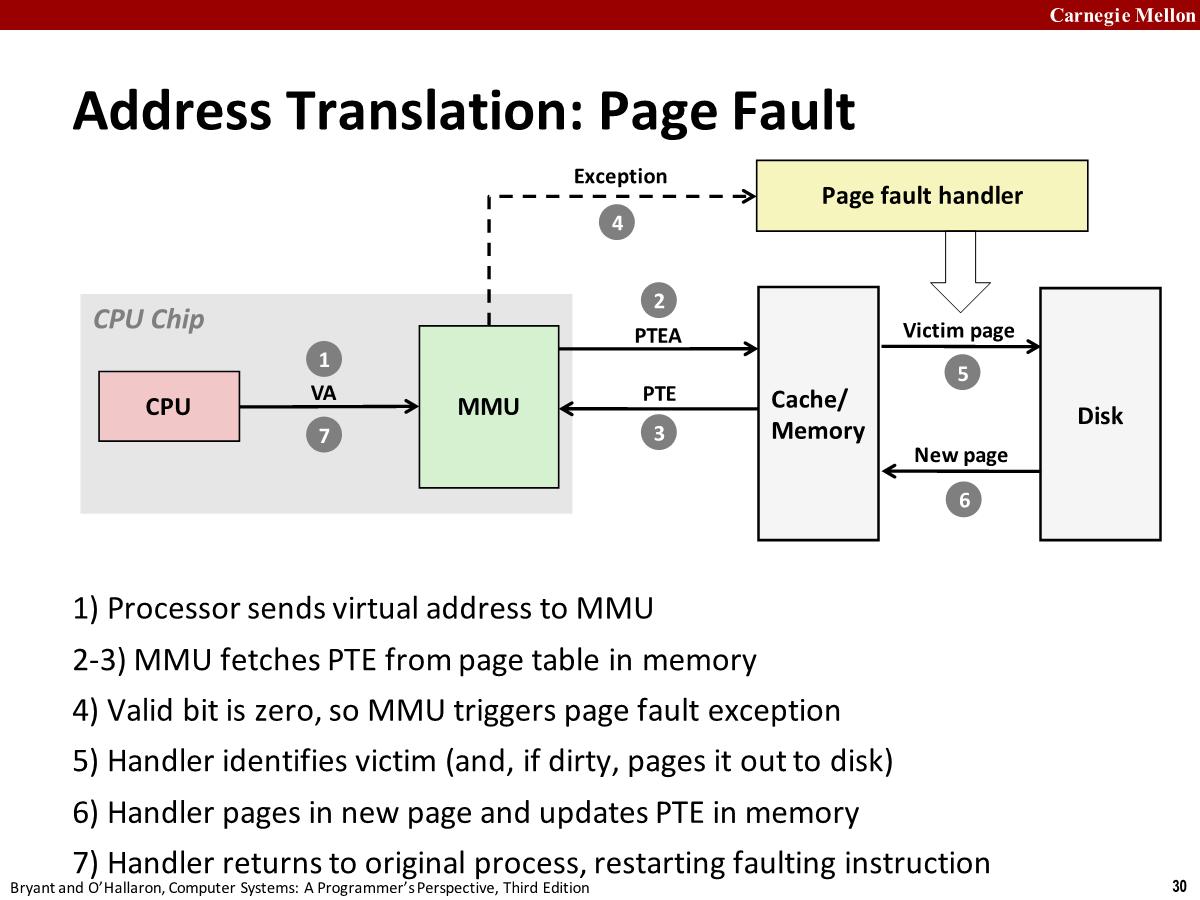 Carnegie Mellon
Address Translation: Page Fault
Exception
4
Page fault handler
CPU Chip
2
PTEA
Victim page
1
VA
5
CPU
MMU
PTE
Cache/
Memory
Disk
7
3
New page
6
1) Processor sends virtual address to MMU
2-3) MMU fetches PTE from page table in memory
4) Valid bit is zero, so MMU triggers page fault exception
5) Handler identifies victim (and, if dirty, pages it out to disk)
6) Handler pages in new page and updates PTE in memory
7) Handler returns to original process, restarting faulting instruction
Bryant and O’Hallaron, Computer Systems: A Programmer’s Perspective, Third Edition
30